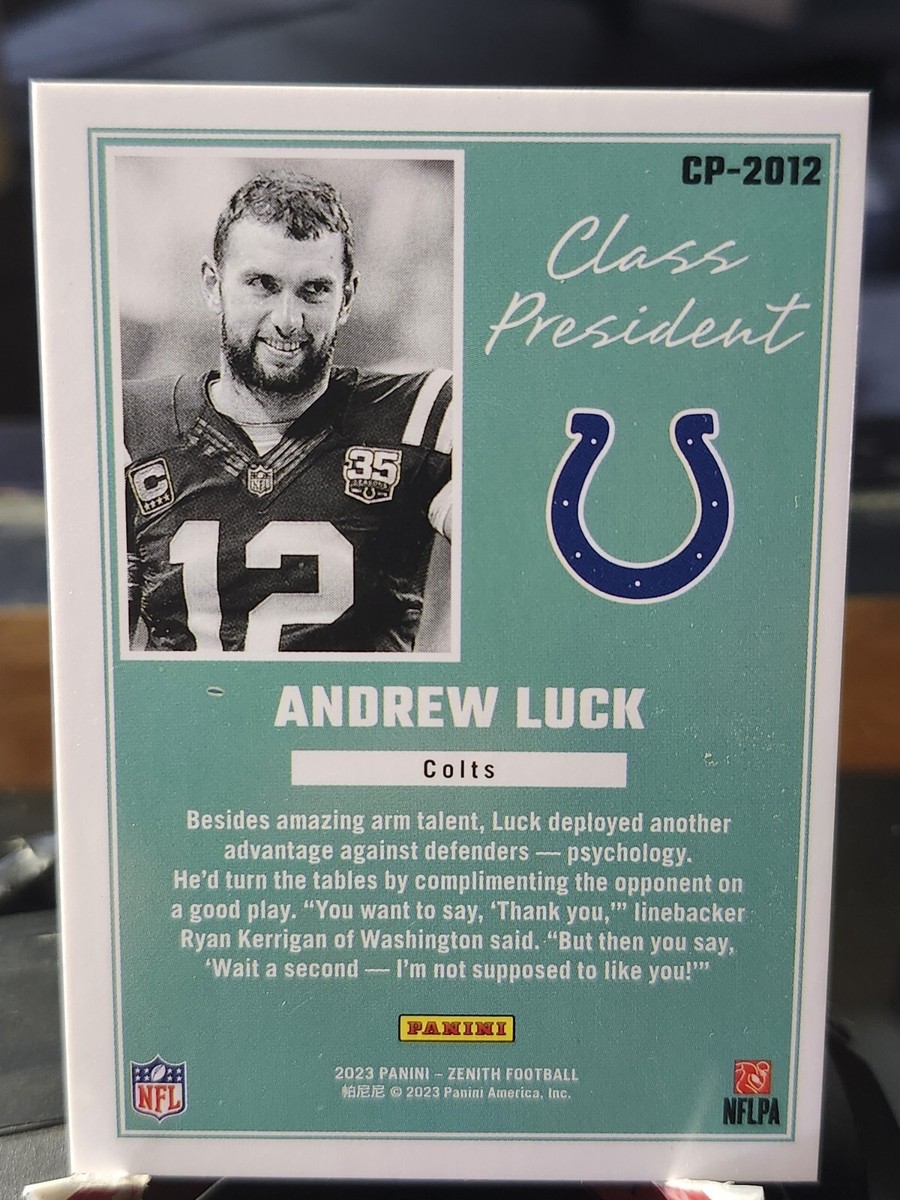 CP-2012
Class
President
C
NFL
35
SEASONS
12
ANDREW LUCK
Colts
Besides amazing arm talent, Luck deployed another
advantage against defenders — psychology.
He’d turn the tables by complimenting the opponent on
a good play. “You want to say, ‘Thank you,’” linebacker
Ryan Kerrigan of Washington said. “But then you say,
‘Wait a second — I’m not supposed to like you!’”
PANINI
2023 PANINI – ZENITH FOOTBALL
帕尼尼 © 2023 Panini America, Inc.
NFL
NFLPA